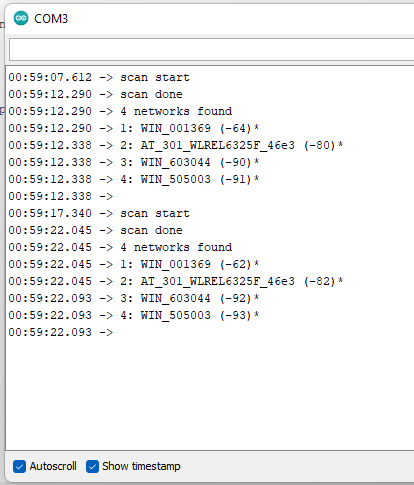 COM3
00:59:07.612 -> scan start
00:59:12.290 -> scan done
00:59:12.290 -> 4 networks found
00:59:12.290 -> 1: WIN_001369 (-64)*
00:59:12.338 -> 2: AT_301_WLREL6325F_46e3 (-80)*
00:59:12.338 -> 3: WIN_603044 (-90)*
00:59:12.338 -> 4: WIN_505003 (-91)*
00:59:12.338 ->
00:59:17.340 -> scan start
00:59:22.045 -> scan done
00:59:22.045 -> 4 networks found
00:59:22.045 -> 1: WIN_001369 (-62)*
00:59:22.045 -> 2: AT_301_WLREL6325F_46e3 (-82)*
00:59:22.093 -> 3: WIN_603044 (-92)*
00:59:22.093 -> 4: WIN_505003 (-93)*
00:59:22.093 ->
Autoscroll Show timestamp